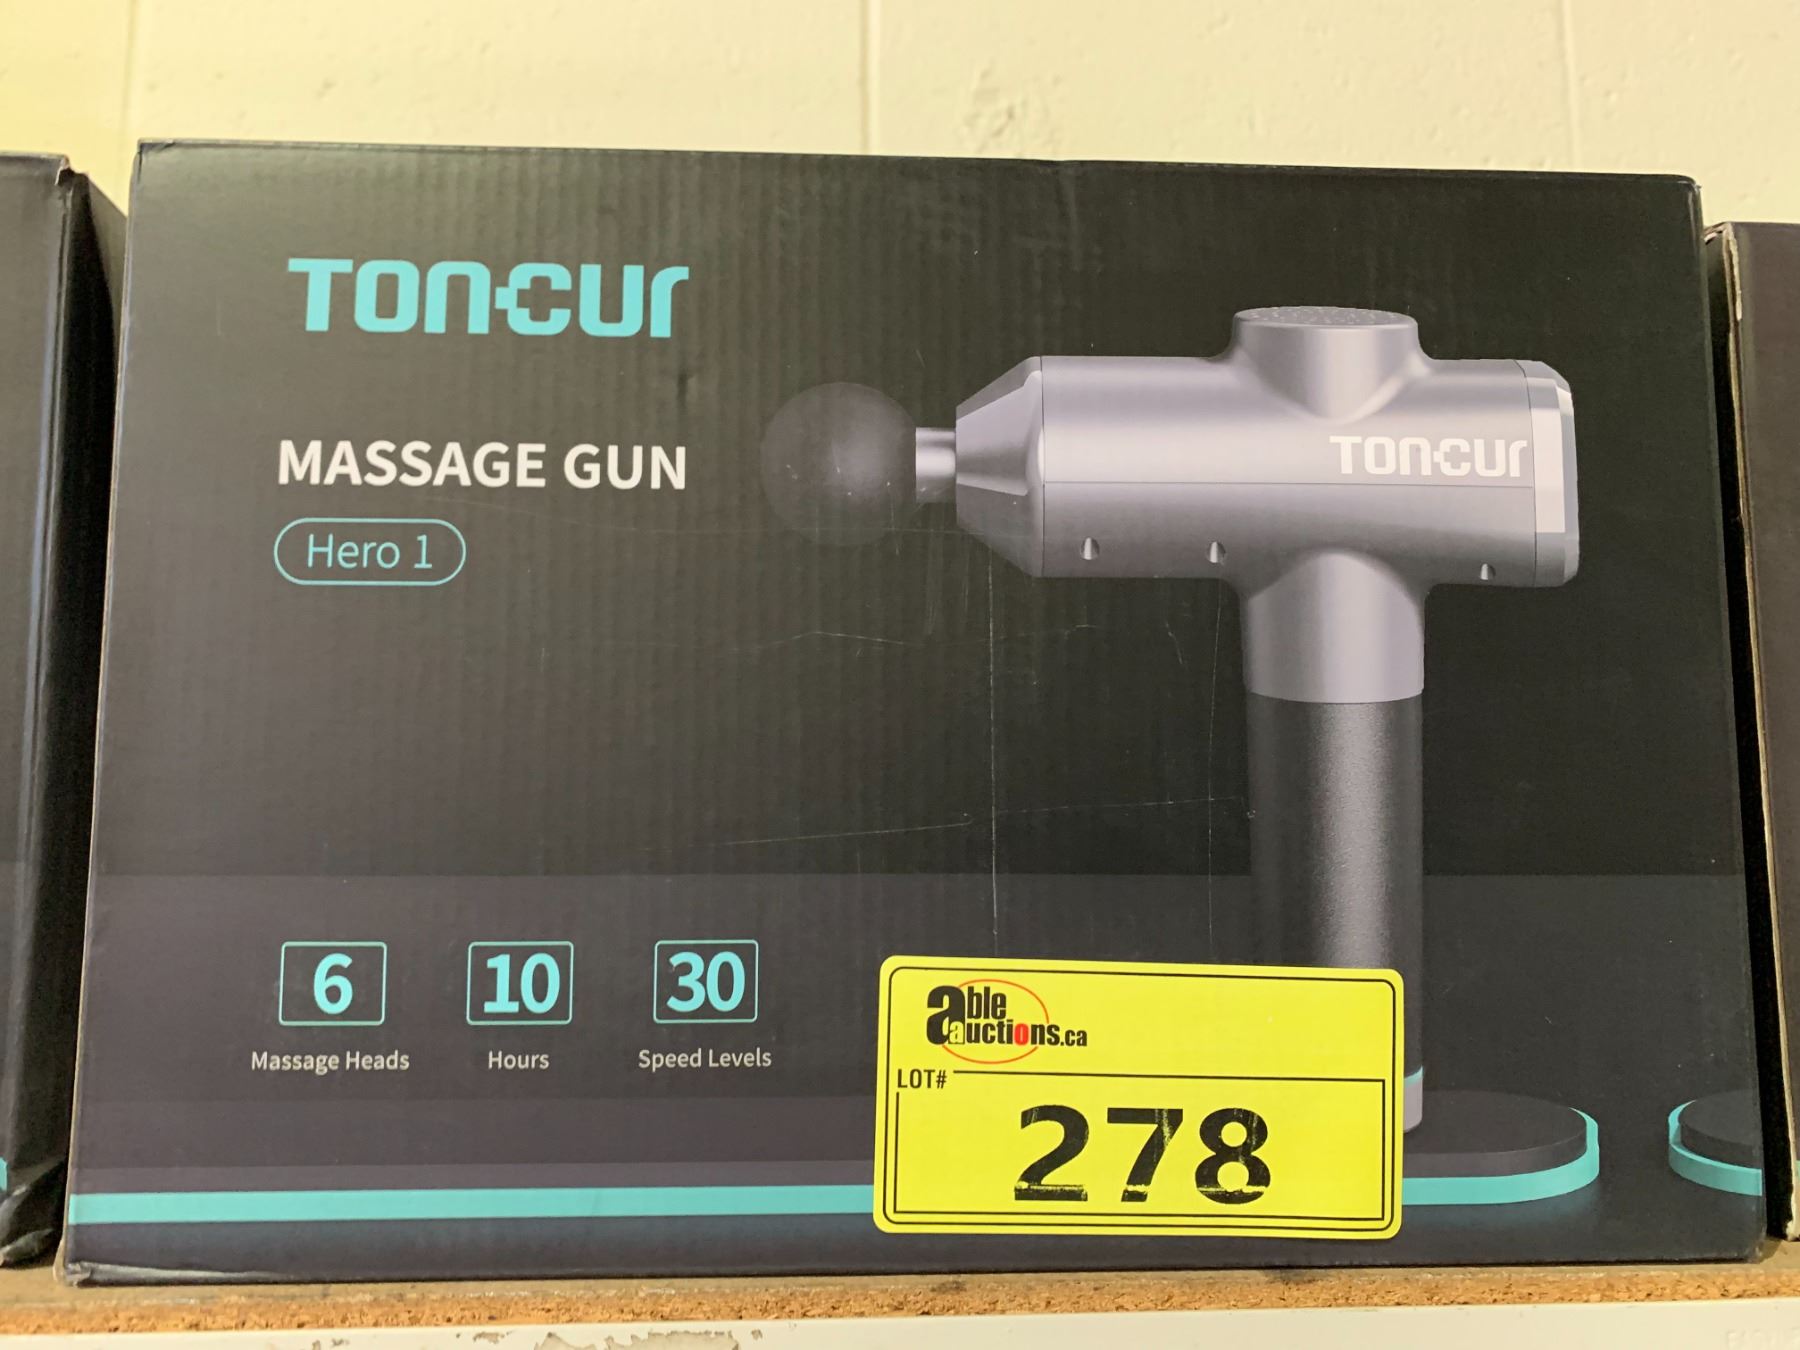 TONCUR
MASSAGE GUN
Hero 1
TONCUR
6
10
30
Massage Heads
Hours
Speed Levels
able
auctions.ca
LOT#
278